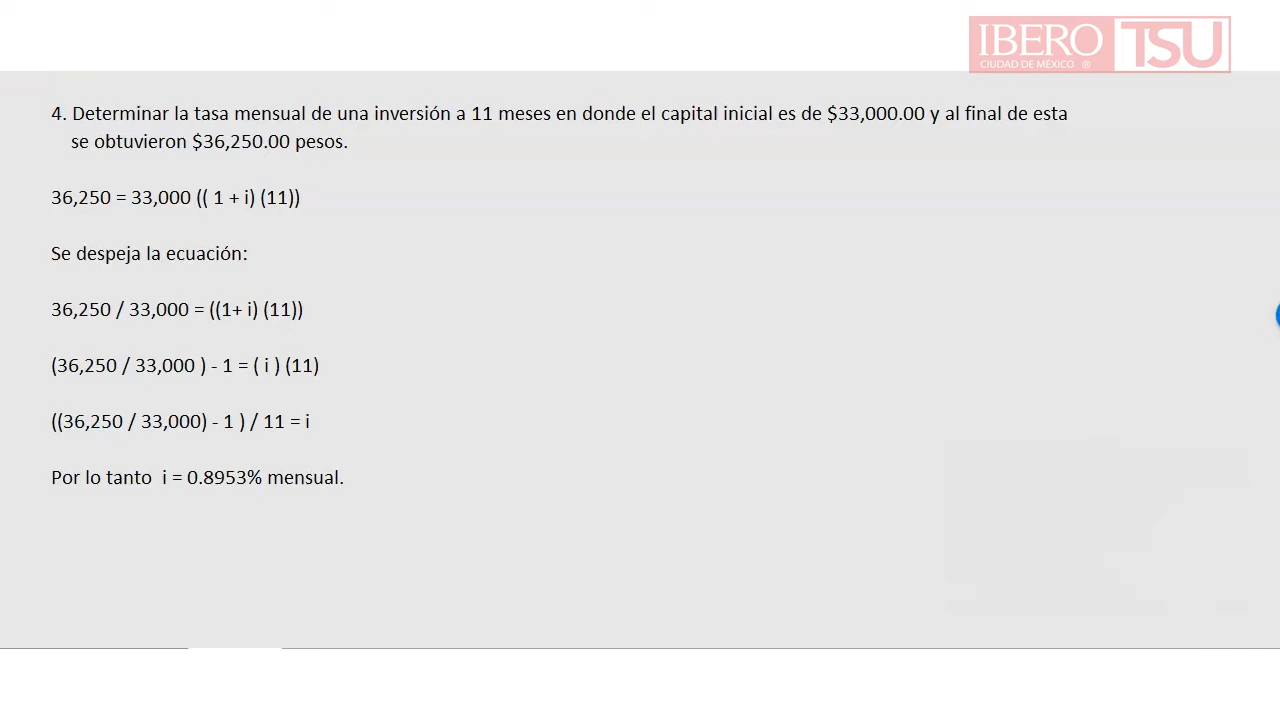 IBERO TSU
CIUDAD DE MÉXICO ®
4. Determinar la tasa mensual de una inversión a 11 meses en donde el capital inicial es de $33,000.00 y al final de esta
se obtuvieron $36,250.00 pesos.
36,250 = 33,000 (( 1 + i) (11))
Se despeja la ecuación:
36,250 / 33,000 = ((1+ i) (11))
(36,250 / 33,000 ) - 1 = ( i ) (11)
((36,250 / 33,000) - 1 ) / 11 = i
Por lo tanto  i = 0.8953% mensual.